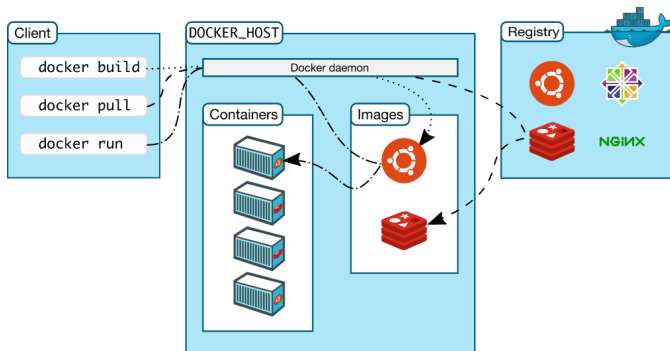 Client
docker build
docker pull
docker run
DOCKER_HOST
Docker daemon
Containers
Images
Registry
NGiNX